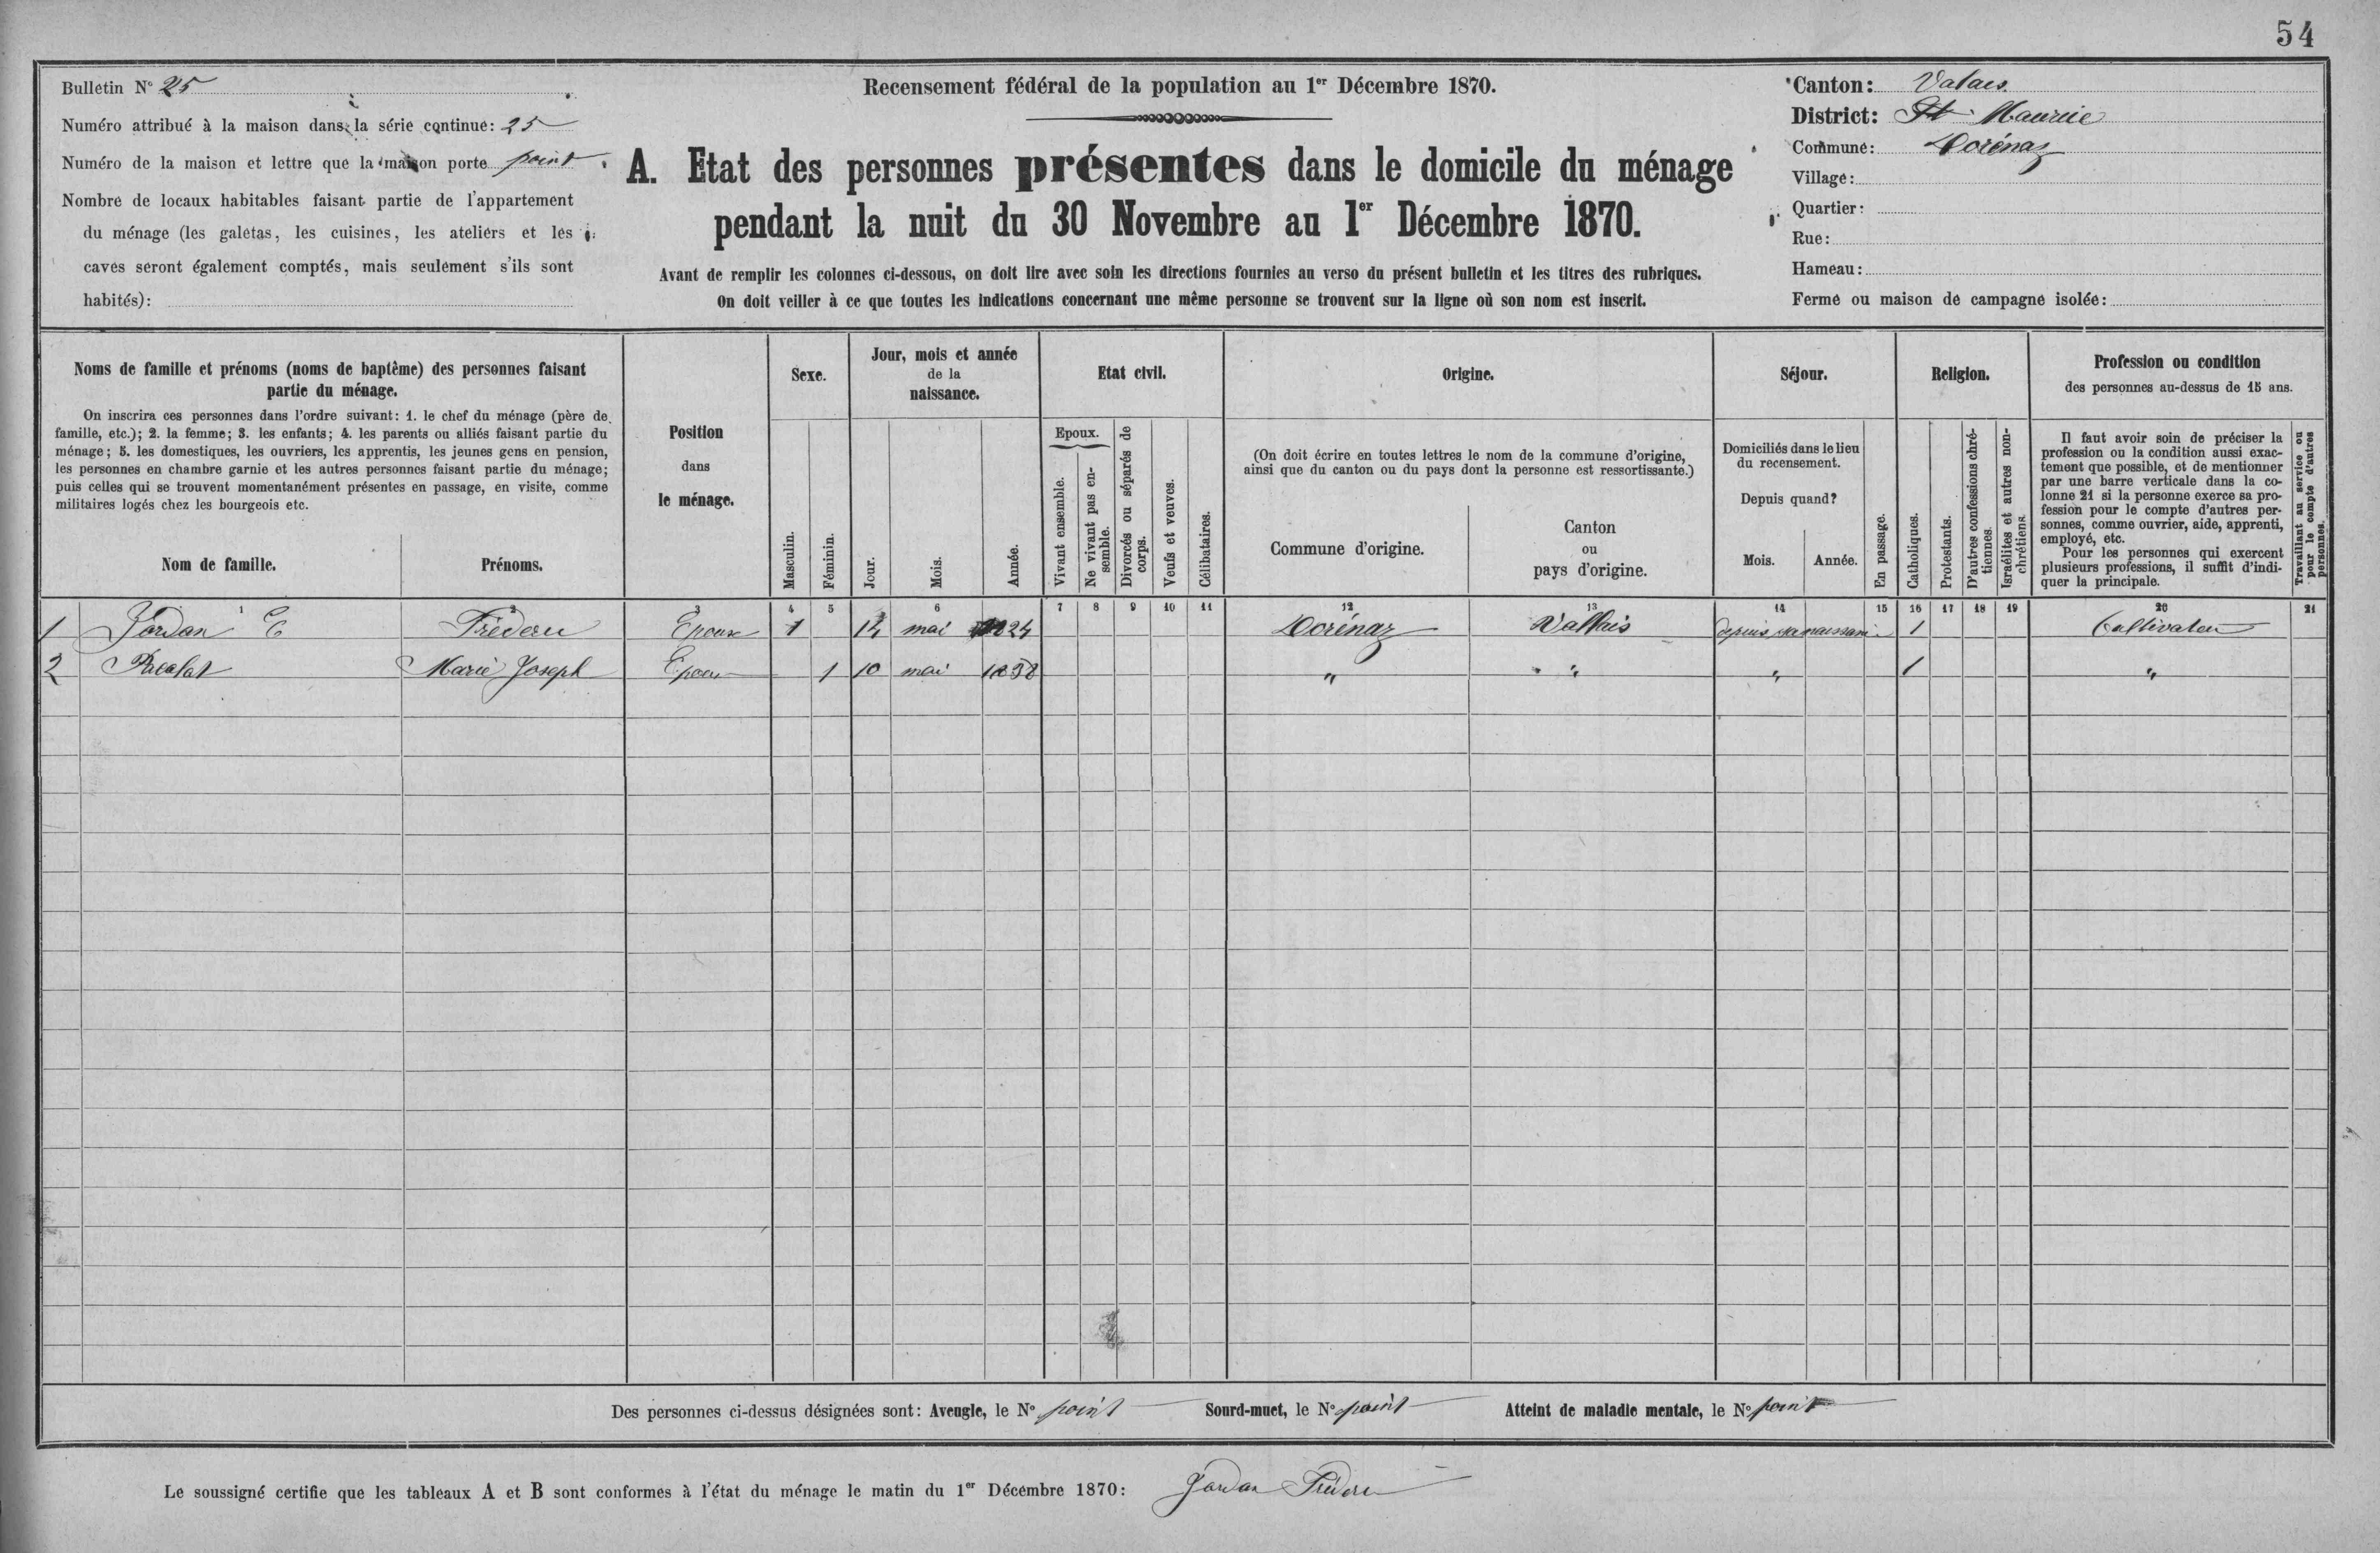 54
Bulletin N° 25
Numéro attribué à la maison dans la série continue: 25
Numéro de la maison et lettre que la maison porte point
Nombre de locaux habitables faisant partie de l'appartement
du ménage (les galetas, les cuisines, les ateliers et les
caves seront également comptés, mais seulement s'ils sont
habités):
Recensement fédéral de la population au 1er Décembre 1870.
A. Etat des personnes présentes dans le domicile du ménage
pendant la nuit du 30 Novembre au 1er Décembre 1870.
Avant de remplir les colonnes ci-dessous, on doit lire avec soin les directions fournies au verso du présent bulletin et les titres des rubriques.
On doit veiller à ce que toutes les indications concernant une même personne se trouvent sur la ligne où son nom est inscrit.
Canton: Valais
District: St Maurice
Commune: Dorénaz
Village:
Quartier:
Rue:
Hameau:
Ferme ou maison de campagne isolée:
Noms de famille et prénoms (noms de baptême) des personnes faisant
partie du ménage.
On inscrira ces personnes dans l'ordre suivant: 1. le chef du ménage (père de
famille, etc.); 2. la femme; 3. les enfants; 4. les parents ou alliés faisant partie du
ménage; 5. les domestiques, les ouvriers, les apprentis, les jeunes gens en pension,
les personnes en chambre garnie et les autres personnes faisant partie du ménage;
puis celles qui se trouvent momentanément présentes en passage, en visite, comme
militaires logés chez les bourgeois etc.
Nom de famille. Prénoms.
Position
dans
le ménage.
Sexe.
Masculin.
Féminin.
Jour, mois et année
de la
naissance.
Jour.
Mois.
Année.
Etat civil.
Epoux.
Vivant ensemble.
Ne vivant pas ensemble.
Divorcés ou séparés de corps.
Veufs et veuves.
Célibataires.
Origine.
(On doit écrire en toutes lettres le nom de la commune d'origine,
ainsi que du canton ou du pays dont la personne est ressortissante.)
Commune d'origine.
Canton
ou
pays d'origine.
Séjour.
Domiciliés dans le lieu
du recensement.
Depuis quand?
Mois. Année.
En passage.
Religion.
Catholiques.
Protestants.
D'autres confessions chrétiennes.
Israélites et autres non-chrétiens.
Profession ou condition
des personnes au-dessus de 15 ans.
Il faut avoir soin de préciser la
profession ou la condition aussi exac-
tement que possible, et de mentionner
par une barre verticale dans la co-
lonne 21 si la personne exerce sa pro-
fession pour le compte d'autres per-
sonnes, comme ouvrier, aide, apprenti,
employé, etc.
Pour les personnes qui exercent
plusieurs professions, il suffit d'indi-
quer la principale.
Travaillant au service ou
pour le compte d'autres
personnes.
1 2 3 4 5 6 7 8 9 10 11 12 13 14 13 15 16 17 18 19 20 21
1 Jordan Epoux 1 mai 24 Dorénaz Vallais depuis sa 1
2 Marie Joseph 1 10 mai 1838 " " " 1 "
Des personnes ci-dessus désignées sont: Aveugle, le N° point Sourd-muet, le N° point Atteint de maladie mentale, le N° point
Le soussigné certifie que les tableaux A et B sont conformes à l'état du ménage le matin du 1er Décembre 1870: Jordan